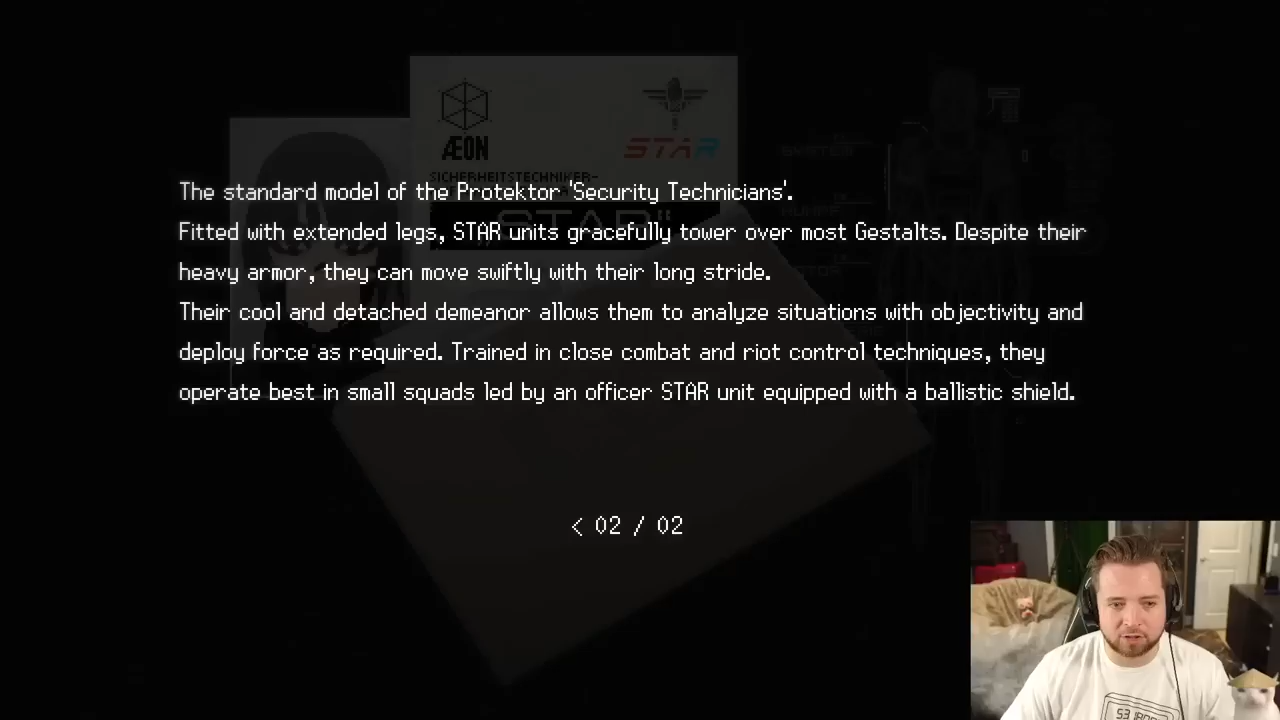 ÆON
STAR
SICHERHEITSTECHNIKER-
The standard model of the Protektor 'Security Technicians'.
Fitted with extended legs, STAR units gracefully tower over most Gestalts. Despite their
heavy armor, they can move swiftly with their long stride.
Their cool and detached demeanor allows them to analyze situations with objectivity and
deploy force as required. Trained in close combat and riot control techniques, they
operate best in small squads led by an officer STAR unit equipped with a ballistic shield.
< 02 / 02